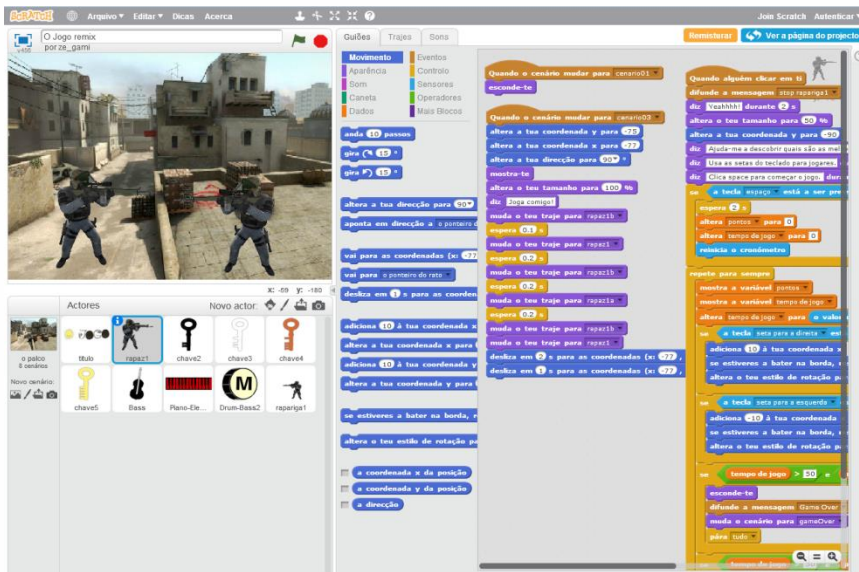 SCRATCH Arquivo Editar Dicas Acerca Join Scratch Autenticar
O Jogo remix
por ze_gami
v455
Guiões Trajes Sons
Remisturar Ver a página do projecto
Movimento Eventos
Aparência Controlo
Som Sensores
Caneta Operadores
Dados Mais Blocos
anda 10 passos
gira 15 º
gira 15 º
altera a tua direcção para 90
aponta em direcção a o ponteiro
vai para as coordenadas (x: -77
vai para o ponteiro do rato
desliza em 1 s para as coorden
adiciona 10 à tua coordenada x
altera a tua coordenada x para
adiciona 10 à tua coordenada y
altera a tua coordenada y para
se estiveres a bater na borda,
altera o teu estilo de rotação
a coordenada x da posição
a coordenada y da posição
a direcção
Quando o cenário mudar para cenario01
esconde-te
Quando o cenário mudar para cenario03
altera a tua coordenada y para -75
altera a tua coordenada x para -77
altera a tua direcção para 90 º
mostra-te
altera o teu tamanho para 100 %
diz Joga comigo!
muda o teu traje para rapaz1b
espera 0.1 s
muda o teu traje para rapaz1
espera 0.2 s
muda o teu traje para rapaz1b
espera 0.2 s
muda o teu traje para rapaz1a
espera 0.2 s
muda o teu traje para rapaz1b
muda o teu traje para rapaz1
desliza em 2 s para as coordenadas (x: -77 ,
desliza em 1 s para as coordenadas (x: -77 ,
Quando alguém clicar em ti
difunde a mensagem stop rapariga1
diz Yeahhhh! durante 2 s
altera o teu tamanho para 50 %
altera a tua coordenada y para -90
diz Ajuda-me a descobrir quais são as mel
diz Usa as setas do teclado para jogares.
diz Clica space para começar o jogo. dur
se a tecla espaço está a ser pre
espera 2 s
altera pontos para 0
altera tempo de jogo para 0
reinicia o cronómetro
repete para sempre
mostra a variável pontos
mostra a variável tempo de jogo
altera tempo de jogo para o valor
se a tecla seta para a direita est
adiciona 10 à tua coordenada x
se estiveres a bater na borda,
altera o teu estilo de rotação
se a tecla seta para a esquerda
adiciona -10 à tua coordenada
se estiveres a bater na borda,
altera o teu estilo de rotação
se tempo de jogo > 50 e
esconde-te
difunde a mensagem Game Over
muda o cenário para gameOver
pára tudo
se tempo de jogo
x: -89 y: -180
Actores Novo actor:
o palco
8 cenários
Novo cenário:
titulo rapaz1 chave2 chave3 chave4
chave5 Bass Piano-Ele... Drum-Bass2 rapariga1
M